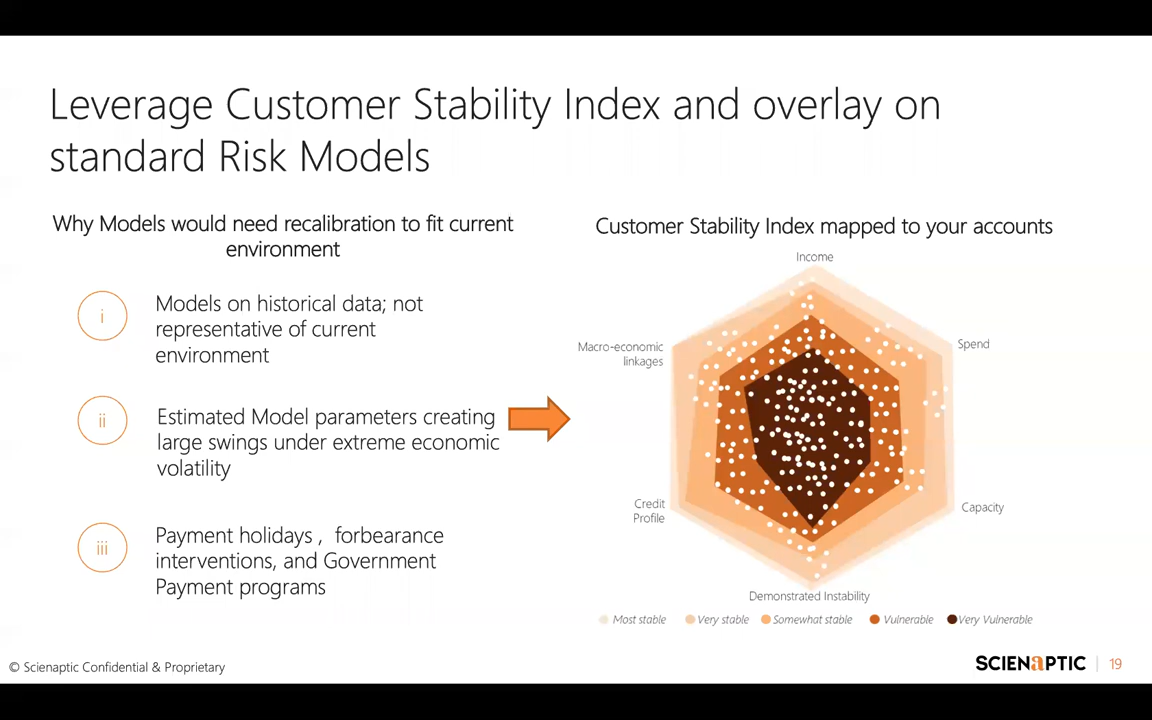 Leverage Customer Stability Index and overlay on
standard Risk Models
Why Models would need recalibration to fit current
environment
i
Models on historical data; not
representative of current
environment
ii
Estimated Model parameters creating
large swings under extreme economic
volatility
iii
Payment holidays , forbearance
interventions, and Government
Payment programs
Customer Stability Index mapped to your accounts
Income
Macro-economic
linkages
Spend
Credit
Profile
Capacity
Demonstrated Instability
Most stable
Very stable
Somewhat stable
Vulnerable
Very Vulnerable
© Scienaptic Confidential & Proprietary
SCIENaPTIC
19